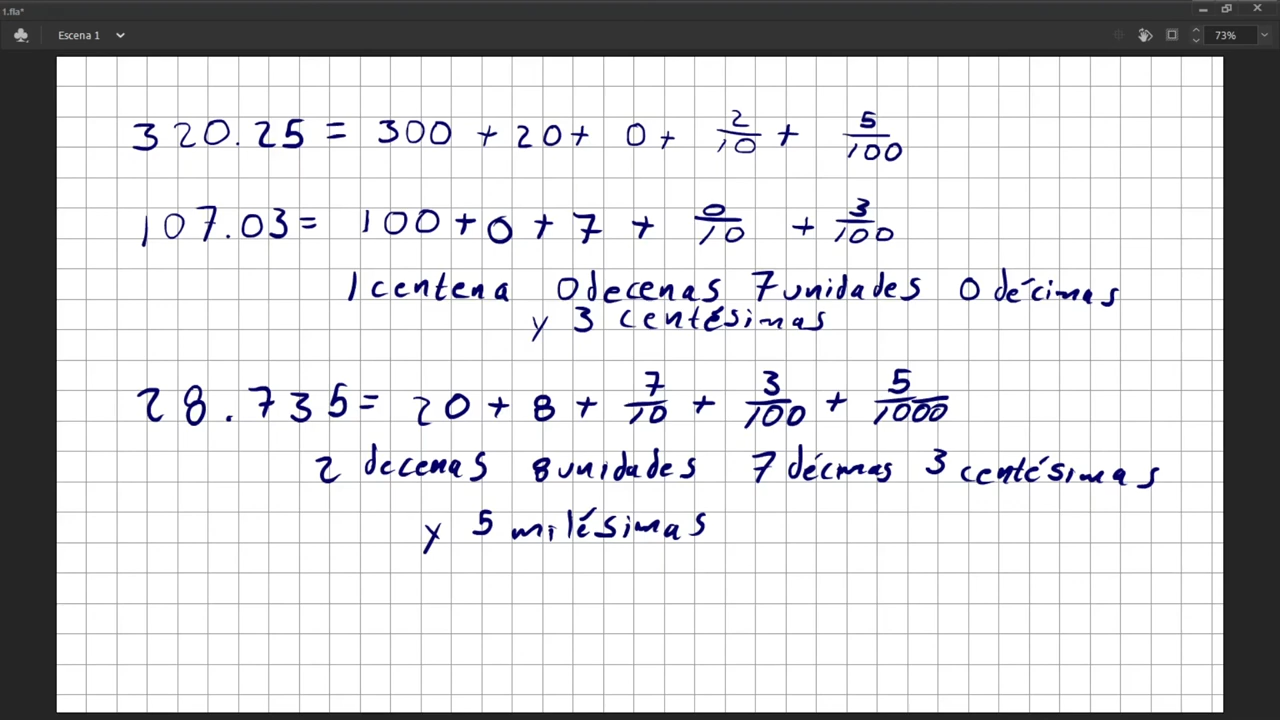 1.fla*
Escena 1
73%
320.25 = 300 + 20 + 0 + 2/10 + 5/100
107.03 = 100 + 0 + 7 + 0/10 + 3/100
1 centena 0 decenas 7 unidades 0 décimas
y 3 centésimas
28.735 = 20 + 8 + 7/10 + 3/100 + 5/1000
2 decenas 8 unidades 7 décimas 3 centésimas
y 5 milésimas